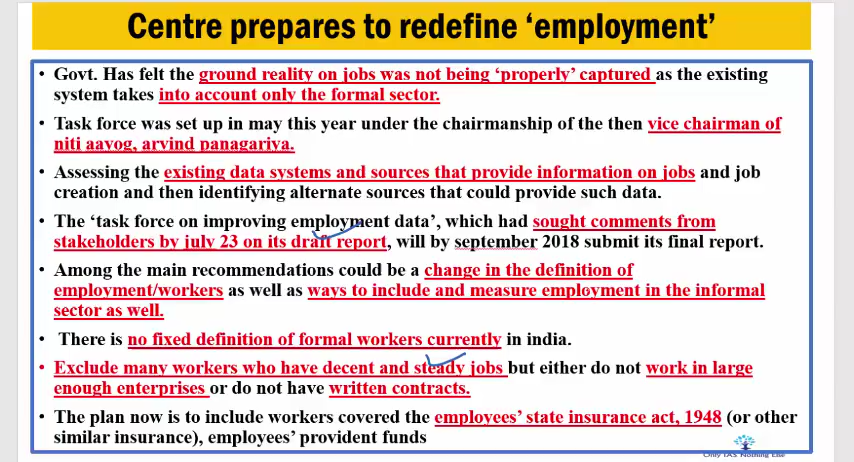 Centre prepares to redefine ‘employment’
• Govt. Has felt the ground reality on jobs was not being ‘properly’ captured as the existing
system takes into account only the formal sector.
• Task force was set up in may this year under the chairmanship of the then vice chairman of
niti aavog, arvind panagariya.
• Assessing the existing data systems and sources that provide information on jobs and job
creation and then identifying alternate sources that could provide such data.
• The ‘task force on improving employment data’, which had sought comments from
stakeholders by july 23 on its draft report, will by september 2018 submit its final report.
• Among the main recommendations could be a change in the definition of
employment/workers as well as ways to include and measure employment in the informal
sector as well.
• There is no fixed definition of formal workers currently in india.
• Exclude many workers who have decent and steady jobs but either do not work in large
enough enterprises or do not have written contracts.
• The plan now is to include workers covered the employees’ state insurance act, 1948 (or other
similar insurance), employees’ provident funds
Only IAS Nothing Else